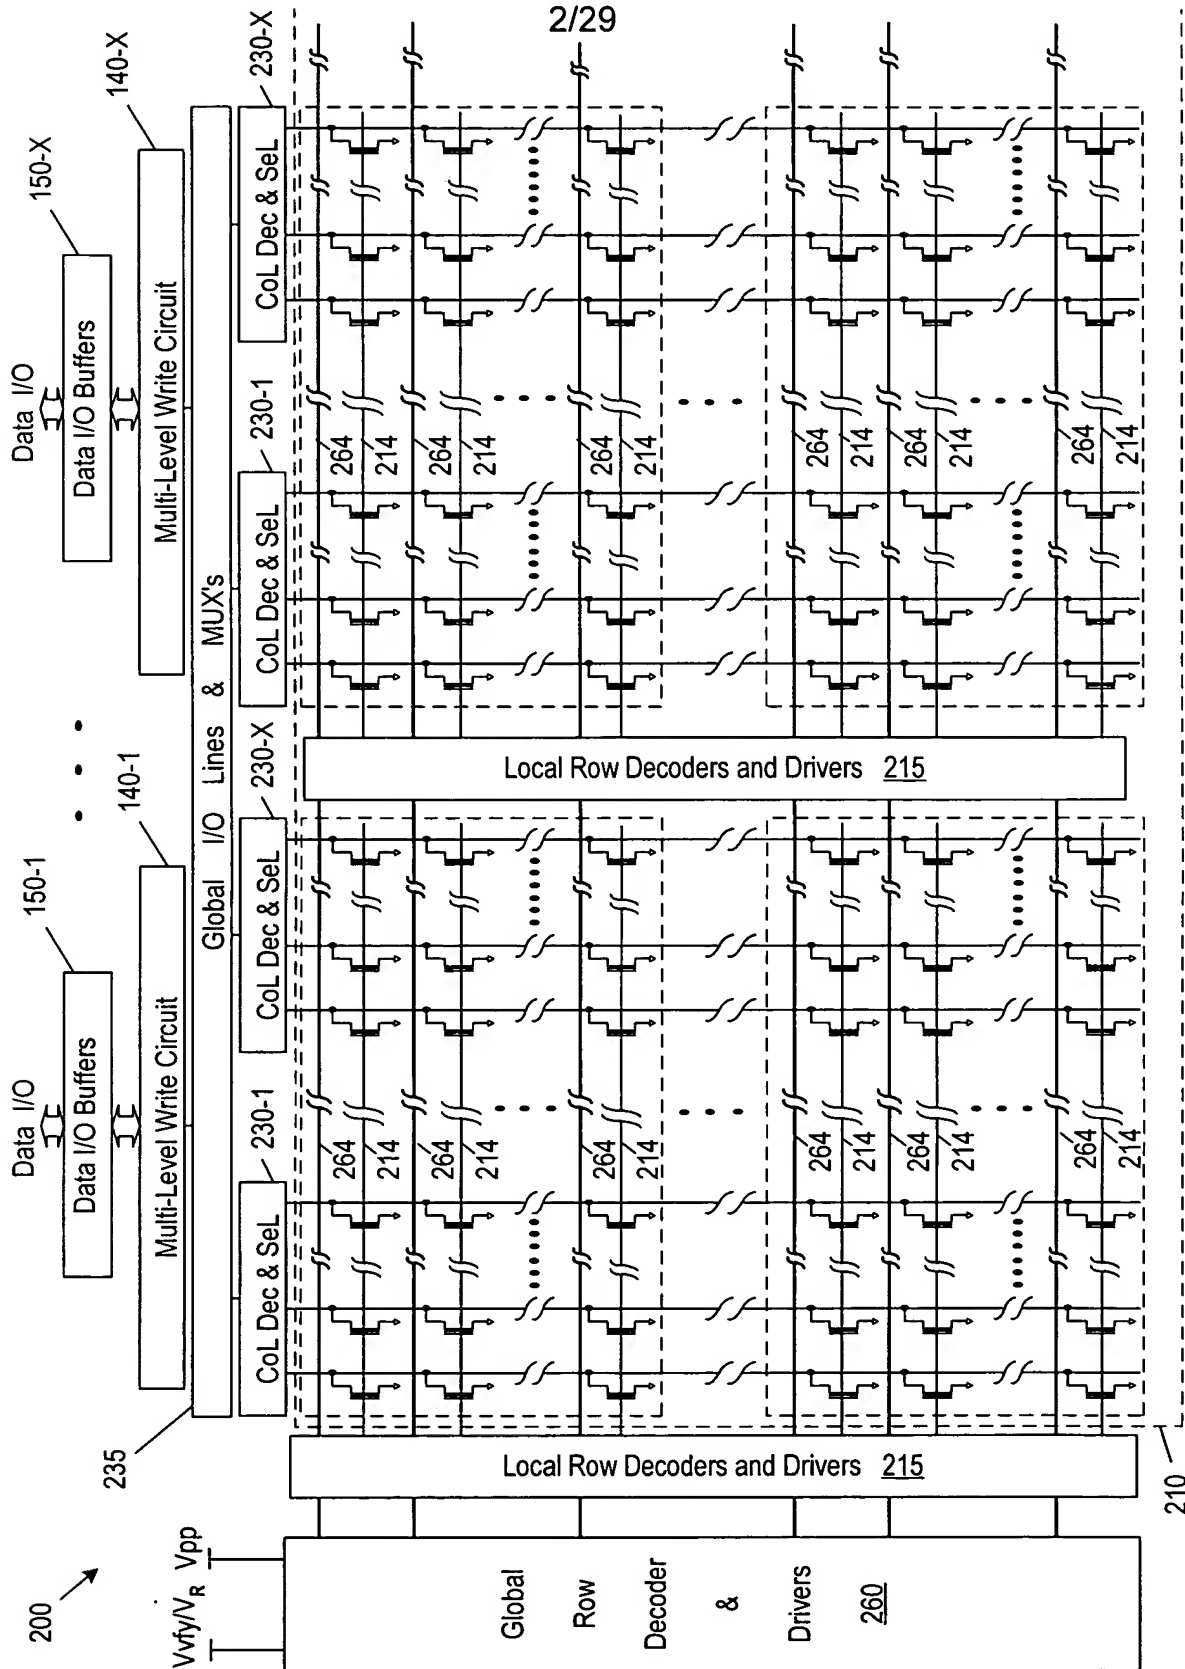 2/29
Data I/O
Data I/O
150-1
150-X
Data I/O Buffers
Data I/O Buffers
140-1
140-X
Multi-Level Write Circuit
Multi-Level Write Circuit
235
Global I/O Lines & MUX's
230-1
230-X
230-1
230-X
CoL Dec & SeL
CoL Dec & SeL
CoL Dec & SeL
CoL Dec & SeL
200
Vvfy/VR Vpp
264
264
214
214
264
264
214
214
264
264
214
214
264
264
214
214
264
264
214
214
264
264
214
214
Global
Row
Decoder
&
Drivers
260
Local Row Decoders and Drivers 215
Local Row Decoders and Drivers 215
210